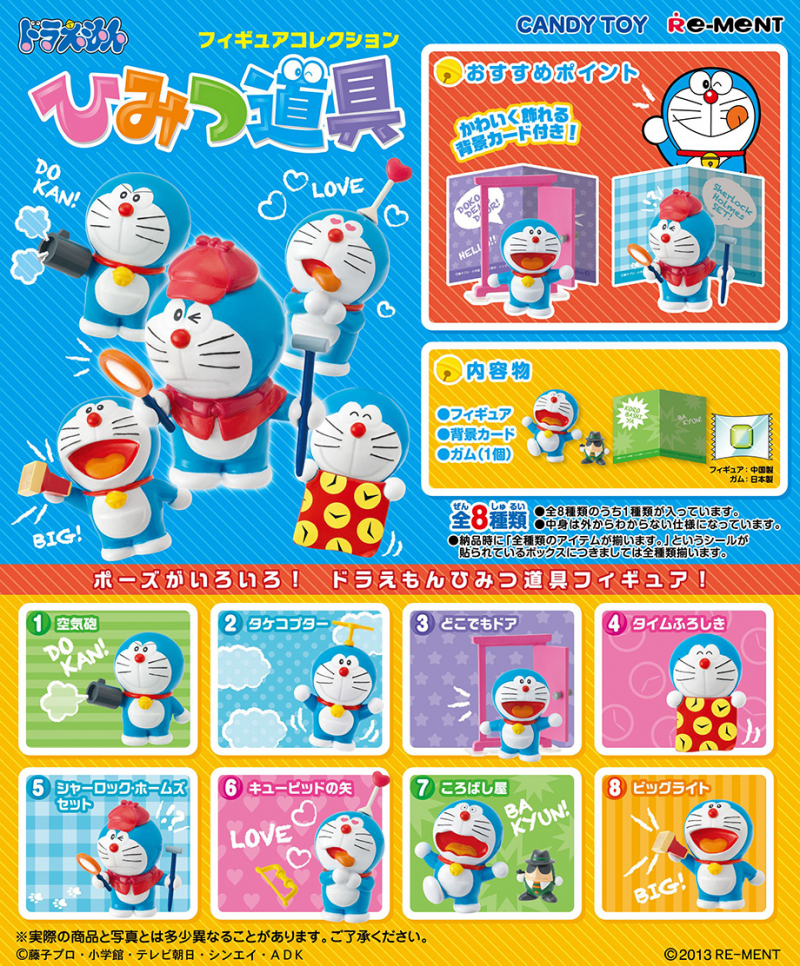 ドラえもん
フィギュアコレクション
ひみつ道具
CANDY TOY
RE-MENT
DO KAN!
LOVE
BIG!
おすすめポイント
かわいく飾れる
背景カード付き!
DOKO
DEMO
DOOR!
HELLO!!
SHERLOCK
HOLMES
SET!
内容物
●フィギュア
●背景カード
●ガム(1個)
KORO
BASHI
YA
BA
KYUN!
フィギュア:中国製
ガム:日本製
ぜん しゅるい
全8種類
●全8種類のうち1種類が入っています。
●中身は外からわからない仕様になっています。
●納品時に「全種類のアイテムが揃います。」というシールが
貼られているボックスにつきましては全種類揃います。
ポーズがいろいろ! ドラえもんひみつ道具フィギュア!
1 空気砲
DO
KAN!
2 タケコプター
3 どこでもドア
4 タイムふろしき
5 シャーロック・ホームズ
セット
!?
6 キューピッドの矢
LOVE
7 ころばし屋
BA
KYUN!
8 ビッグライト
BIG!
※実際の商品と写真とは多少異なることがあります。ご了承ください。
©藤子プロ・小学館・テレビ朝日・シンエイ・ADK
©2013 RE-MENT